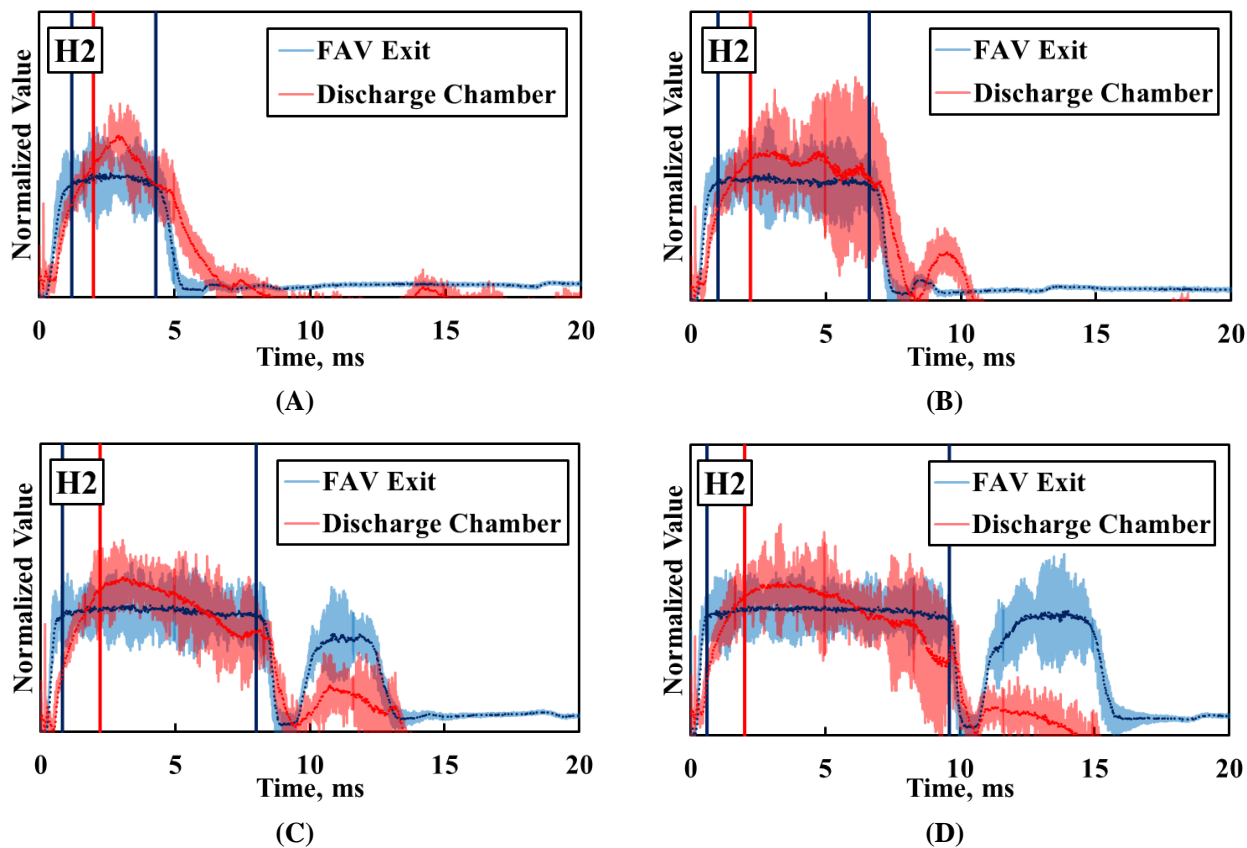 Normalized Value
H2
FAV Exit
Discharge Chamber
0 5 10 15 20
Time, ms
(A)
Normalized Value
H2
FAV Exit
Discharge Chamber
0 5 10 15 20
Time, ms
(B)
Normalized Value
H2
FAV Exit
Discharge Chamber
0 5 10 15 20
Time, ms
(C)
Normalized Value
H2
FAV Exit
Discharge Chamber
0 5 10 15 20
Time, ms
(D)